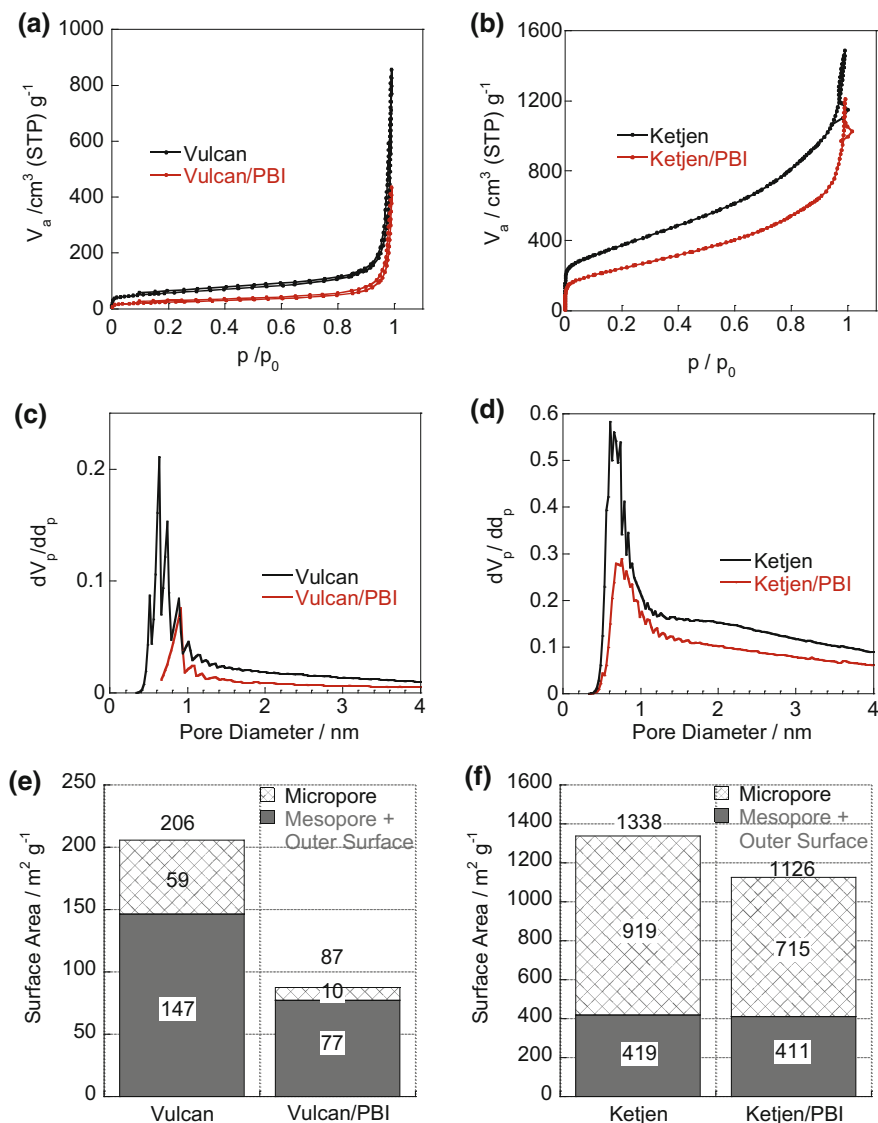 (a)
1000
800
600
400
200
0
V_a /cm³ (STP) g⁻¹
Vulcan
Vulcan/PBI
0 0.2 0.4 0.6 0.8 1
p /p₀
(b)
1600
1200
800
400
0
V_a / cm³ (STP) g⁻¹
Ketjen
Ketjen/PBI
0 0.2 0.4 0.6 0.8 1
p / p₀
(c)
0.2
0.1
0
dV_p/dd_p
Vulcan
Vulcan/PBI
0 1 2 3 4
Pore Diameter / nm
(d)
0.6
0.5
0.4
0.3
0.2
0.1
0
dV_p / dd_p
Ketjen
Ketjen/PBI
0 1 2 3 4
Pore Diameter / nm
(e)
250
200
150
100
50
0
Surface Area / m² g⁻¹
Micropore
Mesopore +
Outer Surface
206
59
147
87
10
77
Vulcan Vulcan/PBI
(f)
1600
1400
1200
1000
800
600
400
200
0
Surface Area / m² g⁻¹
Micropore
Mesopore +
Outer Surface
1338
919
419
1126
715
411
Ketjen Ketjen/PBI